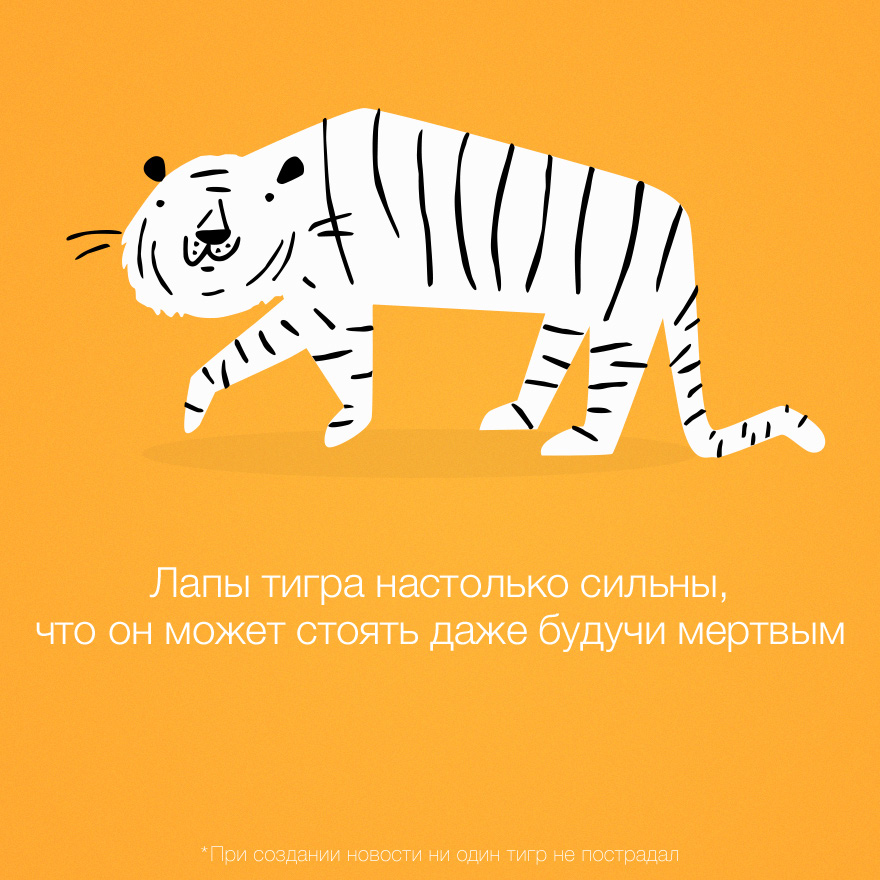 Лапы тигра настолько сильны,
что он может стоять даже будучи мертвым
*При создании новости ни один тигр не пострадал